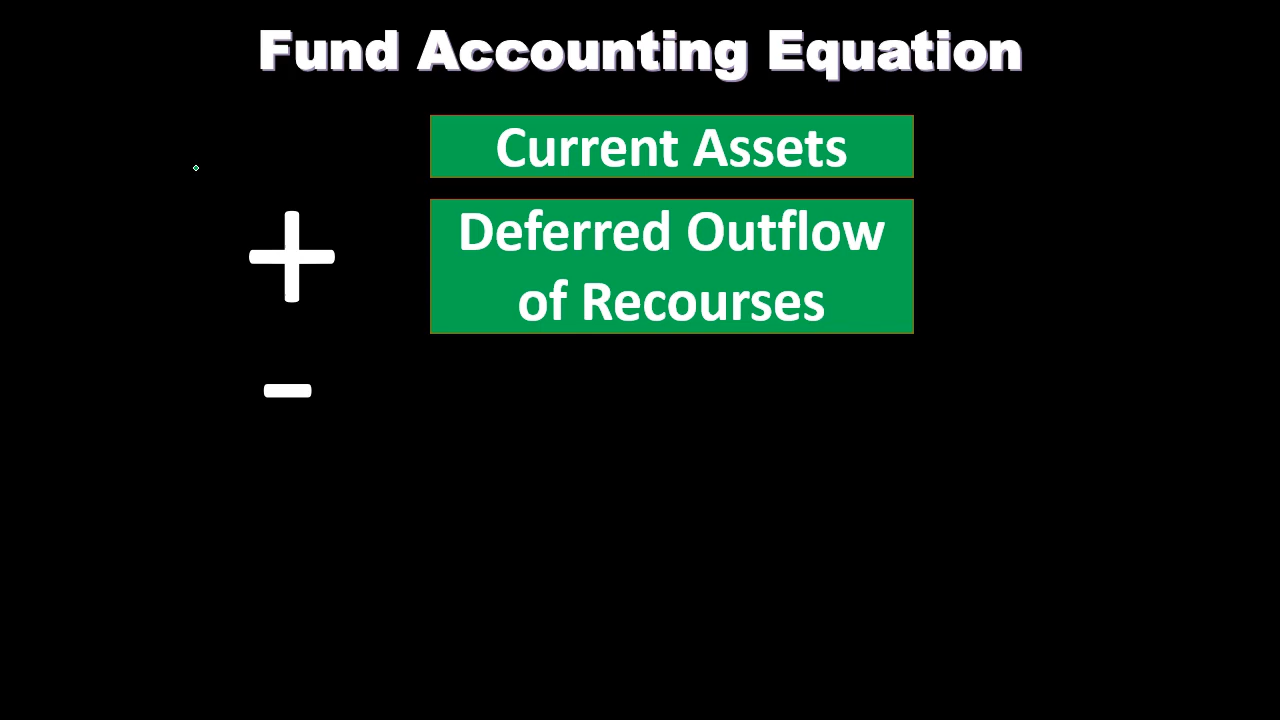 Fund Accounting Equation
Current Assets
+
Deferred Outflow
of Recourses
-